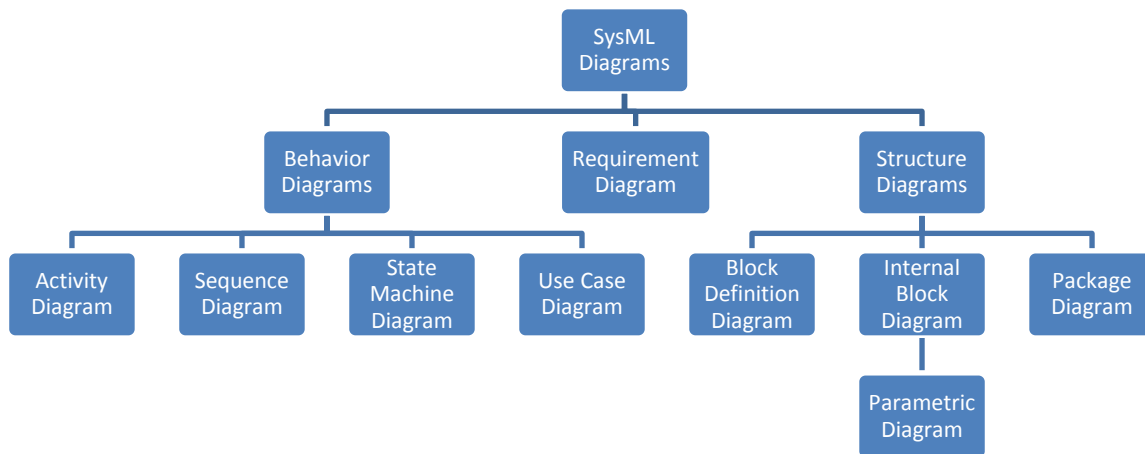 SysML
Diagrams
Behavior
Diagrams
Requirement
Diagram
Structure
Diagrams
Activity
Diagram
Sequence
Diagram
State
Machine
Diagram
Use Case
Diagram
Block
Definition
Diagram
Internal
Block
Diagram
Package
Diagram
Parametric
Diagram